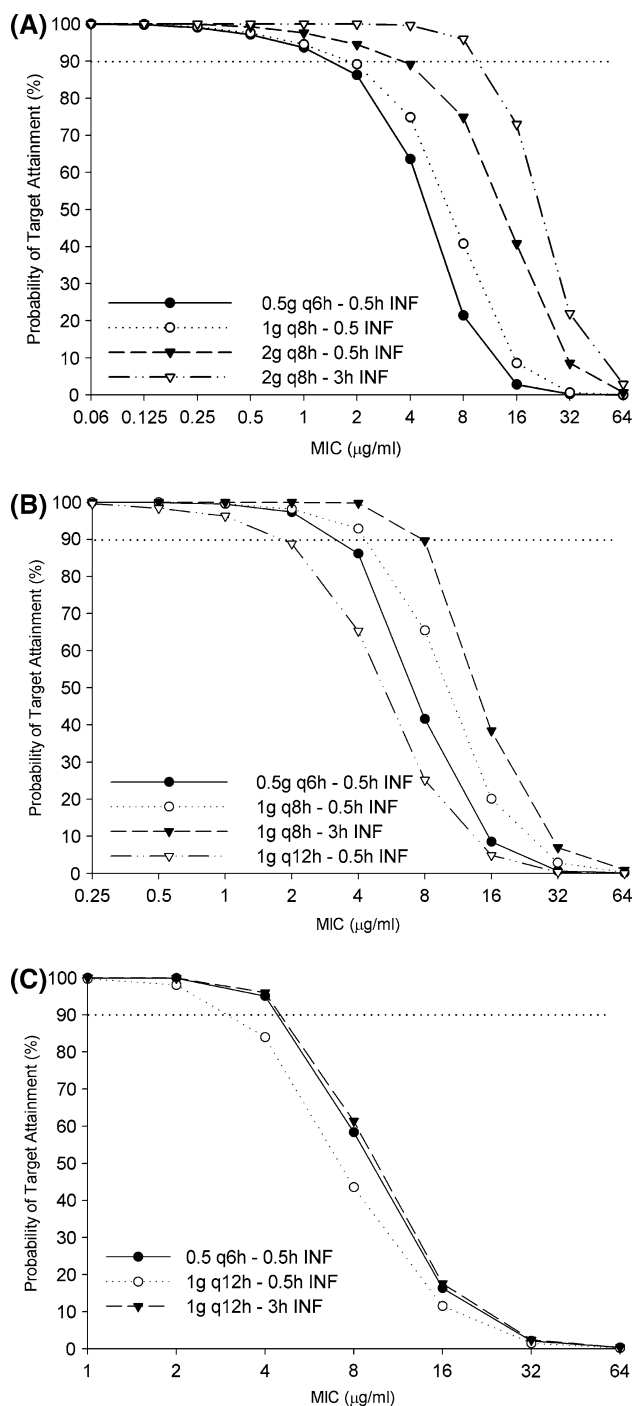 (A)
Probability of Target Attainment (%)
100
90
80
70
60
50
40
30
20
10
0
0.5g q6h - 0.5h INF
1g q8h - 0.5 INF
2g q8h - 0.5h INF
2g q8h - 3h INF
0.06 0.125 0.25 0.5 1 2 4 8 16 32 64
MIC (μg/ml)
(B)
Probability of Target Attainment (%)
100
90
80
70
60
50
40
30
20
10
0
0.5g q6h - 0.5h INF
1g q8h - 0.5h INF
1g q8h - 3h INF
1g q12h - 0.5h INF
0.25 0.5 1 2 4 8 16 32 64
MIC (μg/ml)
(C)
Probability of Target Attainment (%)
100
90
80
70
60
50
40
30
20
10
0
0.5 q6h - 0.5h INF
1g q12h - 0.5h INF
1g q12h - 3h INF
1 2 4 8 16 32 64
MIC (μg/ml)